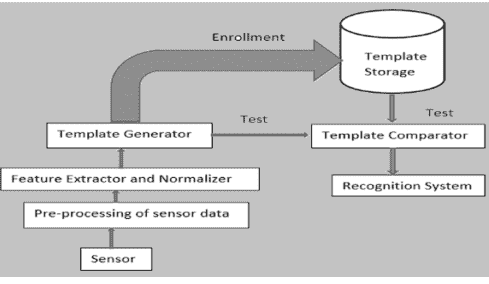 Enrollment
Template
Storage
Test
Test
Template Generator
Template Comparator
Feature Extractor and Normalizer
Recognition System
Pre-processing of sensor data
Sensor